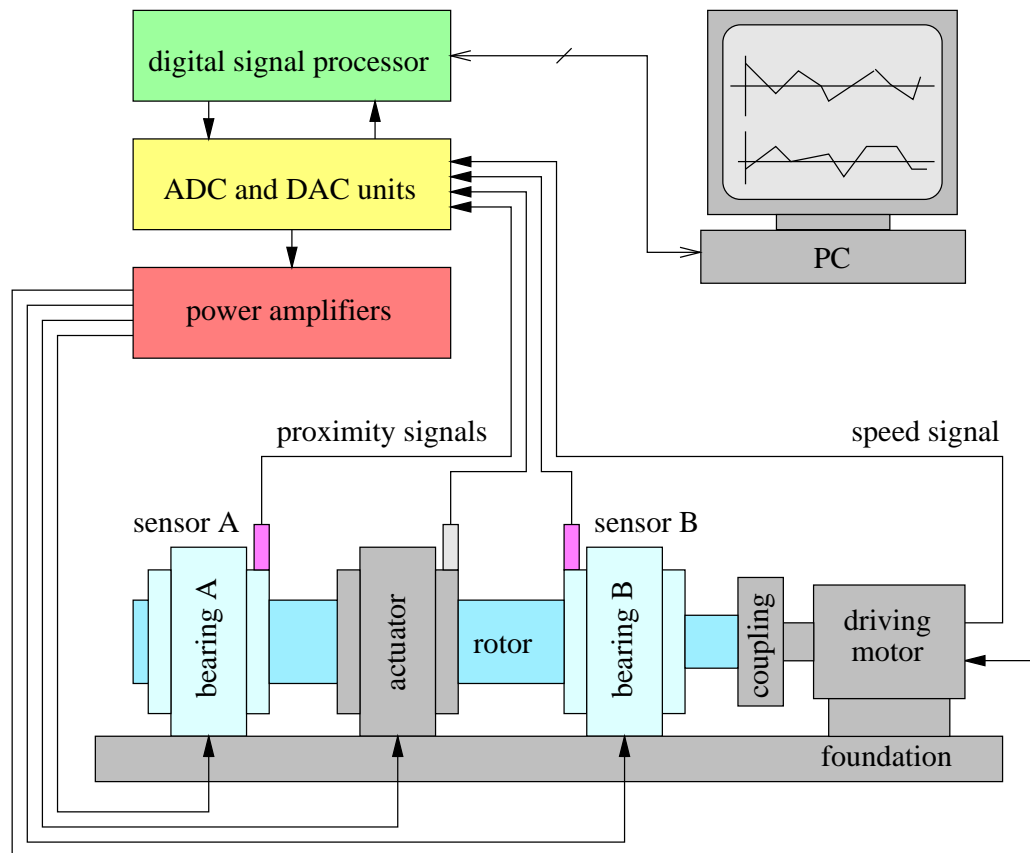 digital signal processor
ADC and DAC units
PC
power amplifiers
proximity signals
speed signal
sensor A
sensor B
bearing A
actuator
rotor
bearing B
coupling
driving
motor
foundation